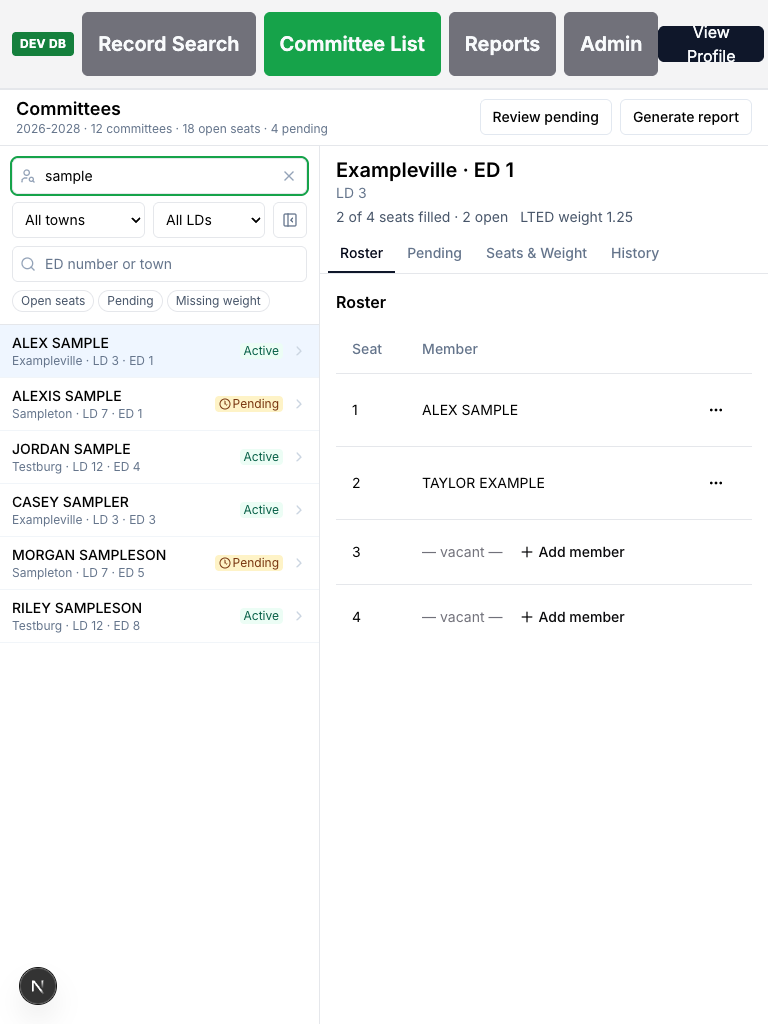 DEV DB
Record Search
Committee List
Reports
Admin
View
Profile
Committees
2026-2028 · 12 committees · 18 open seats · 4 pending
Review pending
Generate report
sample
All towns
All LDs
ED number or town
Open seats
Pending
Missing weight
ALEX SAMPLE
Exampleville · LD 3 · ED 1
Active
ALEXIS SAMPLE
Sampleton · LD 7 · ED 1
Pending
JORDAN SAMPLE
Testburg · LD 12 · ED 4
Active
CASEY SAMPLER
Exampleville · LD 3 · ED 3
Active
MORGAN SAMPLESON
Sampleton · LD 7 · ED 5
Pending
RILEY SAMPLESON
Testburg · LD 12 · ED 8
Active
Exampleville · ED 1
LD 3
2 of 4 seats filled · 2 open LTED weight 1.25
Roster Pending Seats & Weight History
Roster
Seat Member
1 ALEX SAMPLE
2 TAYLOR EXAMPLE
3 — vacant — + Add member
4 — vacant — + Add member
N